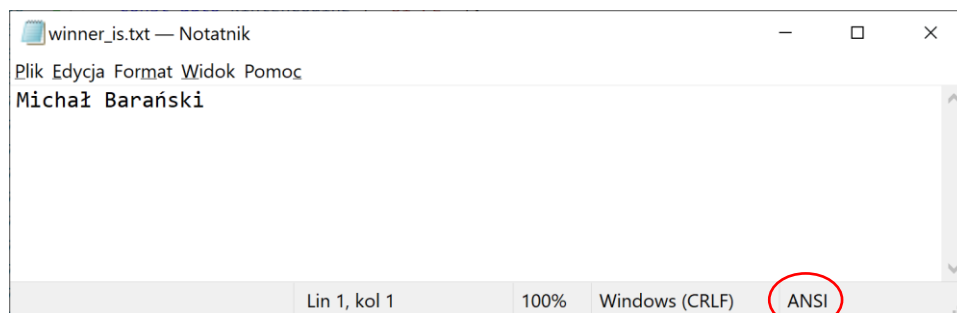 winner_is.txt — Notatnik
Plik Edycja Format Widok Pomoc
Michał Barański
Lin 1, kol 1 100% Windows (CRLF) ANSI